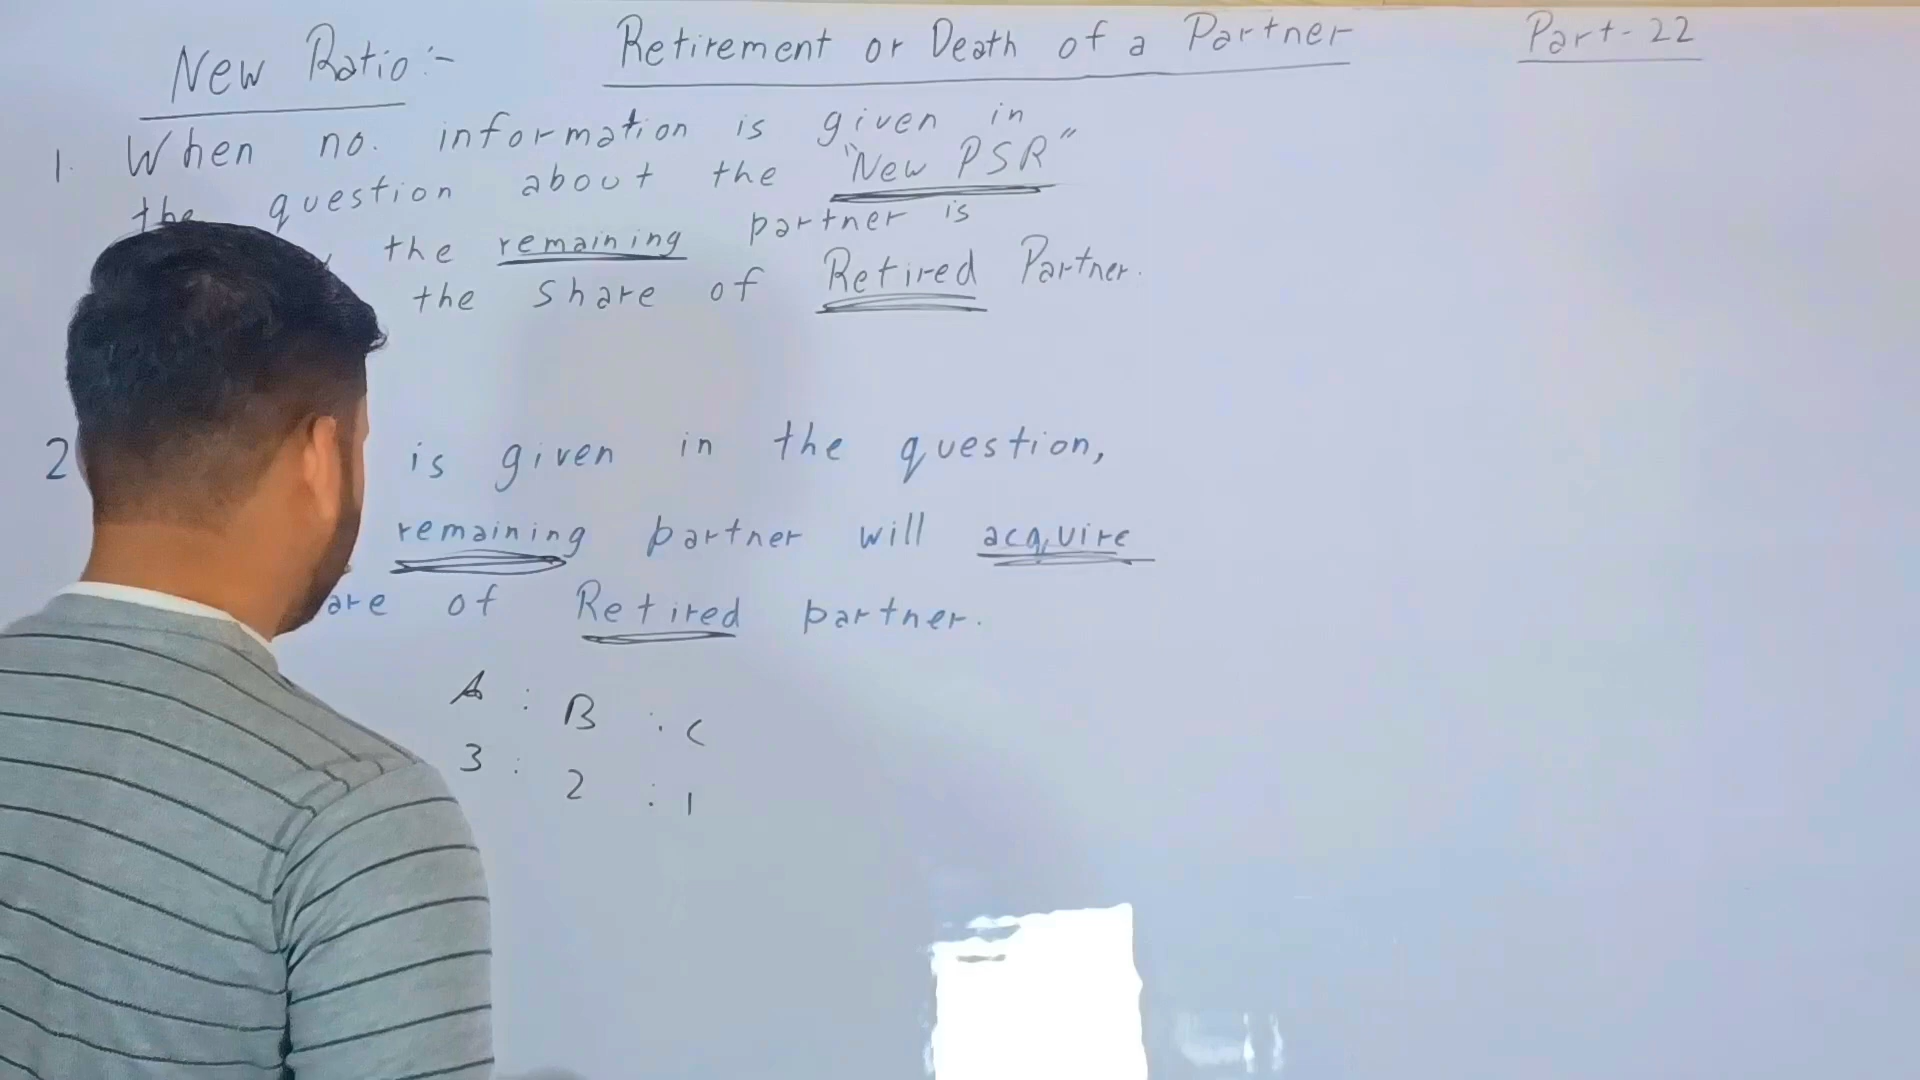 New Ratio :-
Retirement or Death of a Partner
Part-22
1. When no. information is given in
the question about the "New PSR"
the remaining partner is
the Share of Retired Partner.
2
is given in the question,
remaining partner will acquire
are of Retired partner.
A : B : C
3 : 2 : 1